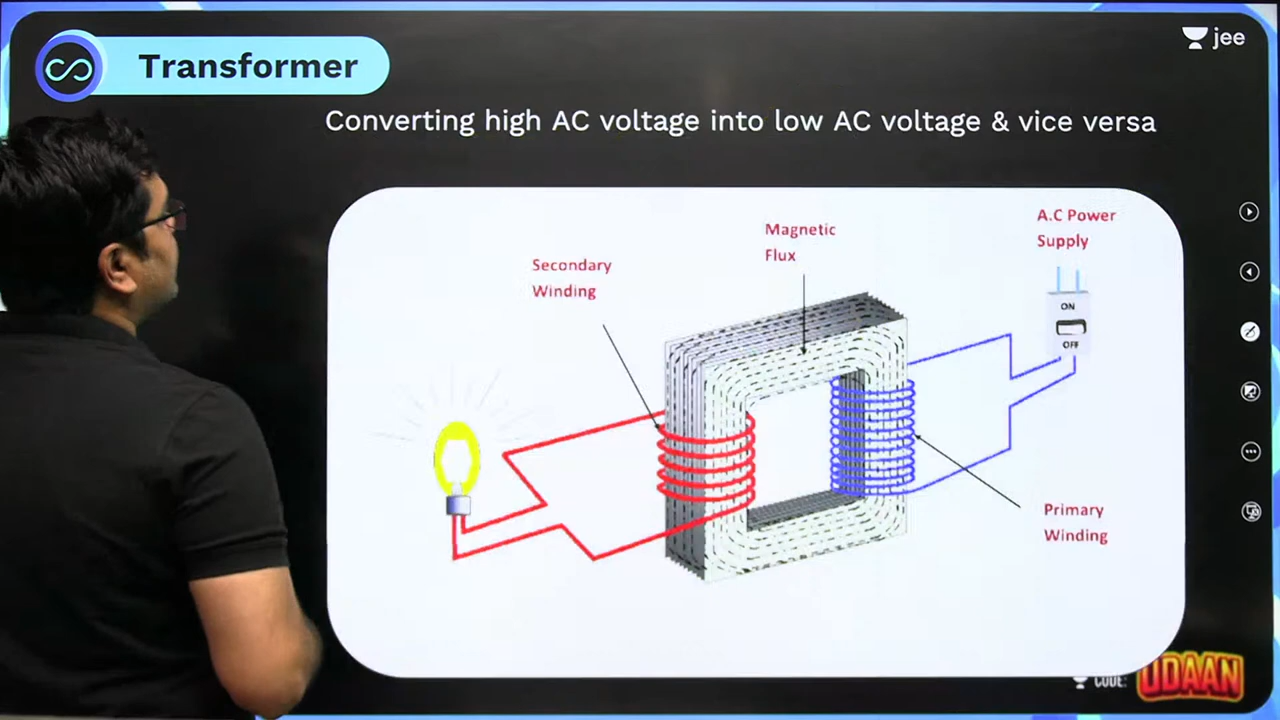 Transformer
jee
Converting high AC voltage into low AC voltage & vice versa
A.C Power
Supply
Magnetic
Flux
Secondary
Winding
ON
OFF
Primary
Winding
CODE:
UDAAN